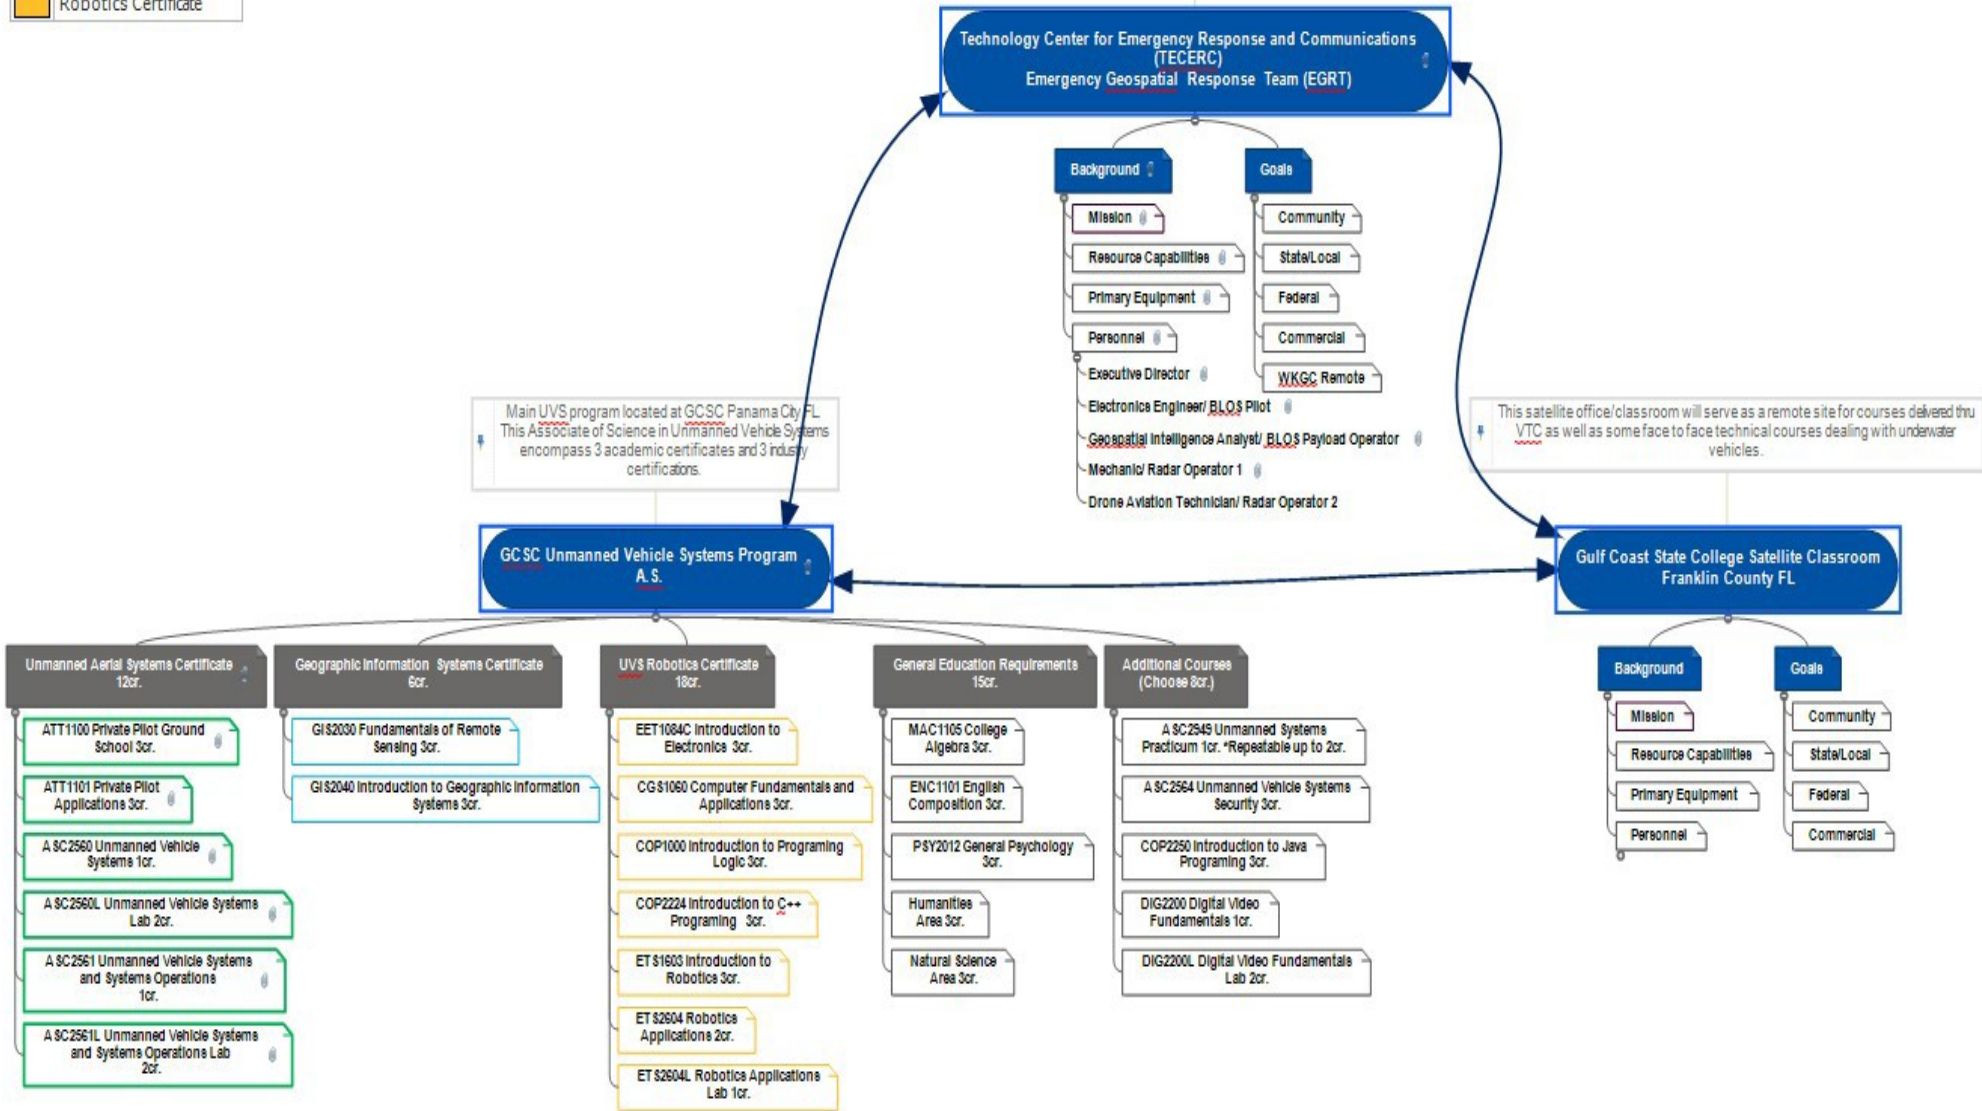 Robotics Certificate
Technology Center for Emergency Response and Communications
(TECERC)
Emergency Geospatial Response Team (EGRT)
Background
Mission
Resource Capabilities
Primary Equipment
Personnel
Executive Director
Electronics Engineer/ BLOS Pilot
Geospatial Intelligence Analyst/ BLOS Payload Operator
Mechanic/ Radar Operator 1
Drone Aviation Technician/ Radar Operator 2
Goals
Community
State/Local
Federal
Commercial
WKGC Remote
Main UVS program located at GCSC Panama City FL.
This Associate of Science in Unmanned Vehicle Systems
encompass 3 academic certificates and 3 industry
certifications.
This satellite office/classroom will serve as a remote site for courses delivered thru
VTC as well as some face to face technical courses dealing with underwater
vehicles.
GCSC Unmanned Vehicle Systems Program
A.S.
Gulf Coast State College Satellite Classroom
Franklin County FL
Unmanned Aerial Systems Certificate
12cr.
ATT1100 Private Pilot Ground
School 3cr.
ATT1101 Private Pilot
Applications 3cr.
ASC2560 Unmanned Vehicle
Systems 1cr.
ASC2560L Unmanned Vehicle Systems
Lab 2cr.
ASC2561 Unmanned Vehicle Systems
and Systems Operations
1cr.
ASC2561L Unmanned Vehicle Systems
and Systems Operations Lab
2cr.
Geographic Information Systems Certificate
6cr.
GIS2030 Fundamentals of Remote
Sensing 3cr.
GIS2040 Introduction to Geographic Information
Systems 3cr.
UVS Robotics Certificate
18cr.
EET1084C Introduction to
Electronics 3cr.
CGS1060 Computer Fundamentals and
Applications 3cr.
COP1000 Introduction to Programing
Logic 3cr.
COP2224 Introduction to C++
Programing 3cr.
ETS1603 Introduction to
Robotics 3cr.
ETS2604 Robotics
Applications 2cr.
ETS2604L Robotics Applications
Lab 1cr.
General Education Requirements
15cr.
MAC1105 College
Algebra 3cr.
ENC1101 English
Composition 3cr.
PSY2012 General Psychology
3cr.
Humanities
Area 3cr.
Natural Science
Area 3cr.
Additional Courses
(Choose 8cr.)
ASC2949 Unmanned Systems
Practicum 1cr. *Repeatable up to 2cr.
ASC2564 Unmanned Vehicle Systems
Security 3cr.
COP2250 Introduction to Java
Programing 3cr.
DIG2200 Digital Video
Fundamentals 1cr.
DIG2200L Digital Video Fundamentals
Lab 2cr.
Background
Mission
Resource Capabilities
Primary Equipment
Personnel
Goals
Community
State/Local
Federal
Commercial